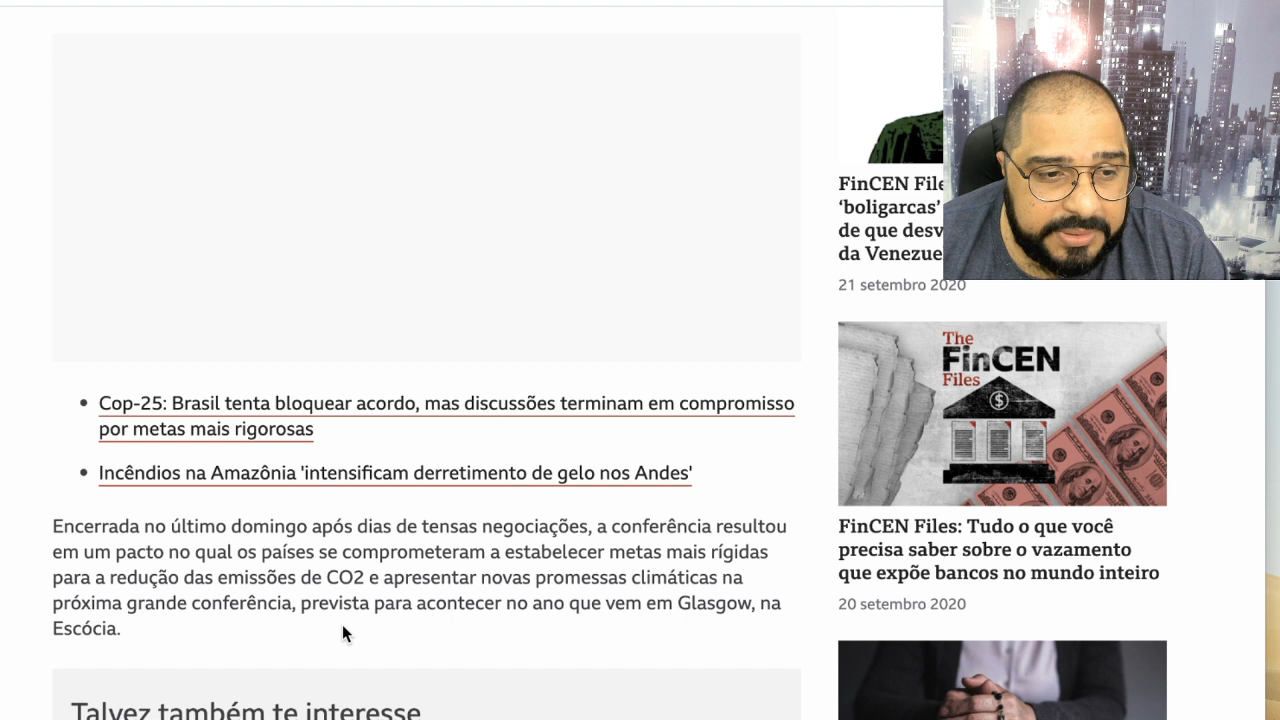 Cop-25: Brasil tenta bloquear acordo, mas discussões terminam em compromisso
por metas mais rigorosas
Incêndios na Amazônia 'intensificam derretimento de gelo nos Andes'
Encerrada no último domingo após dias de tensas negociações, a conferência resultou
em um pacto no qual os países se comprometeram a estabelecer metas mais rígidas
para a redução das emissões de CO2 e apresentar novas promessas climáticas na
próxima grande conferência, prevista para acontecer no ano que vem em Glasgow, na
Escócia.
Talvez também te interesse
FinCEN
‘boligarcas’
de que
da
21 setembro 2020
The
FinCEN
Files
$
FinCEN Files: Tudo o que você
precisa saber sobre o vazamento
que expõe bancos no mundo inteiro
20 setembro 2020